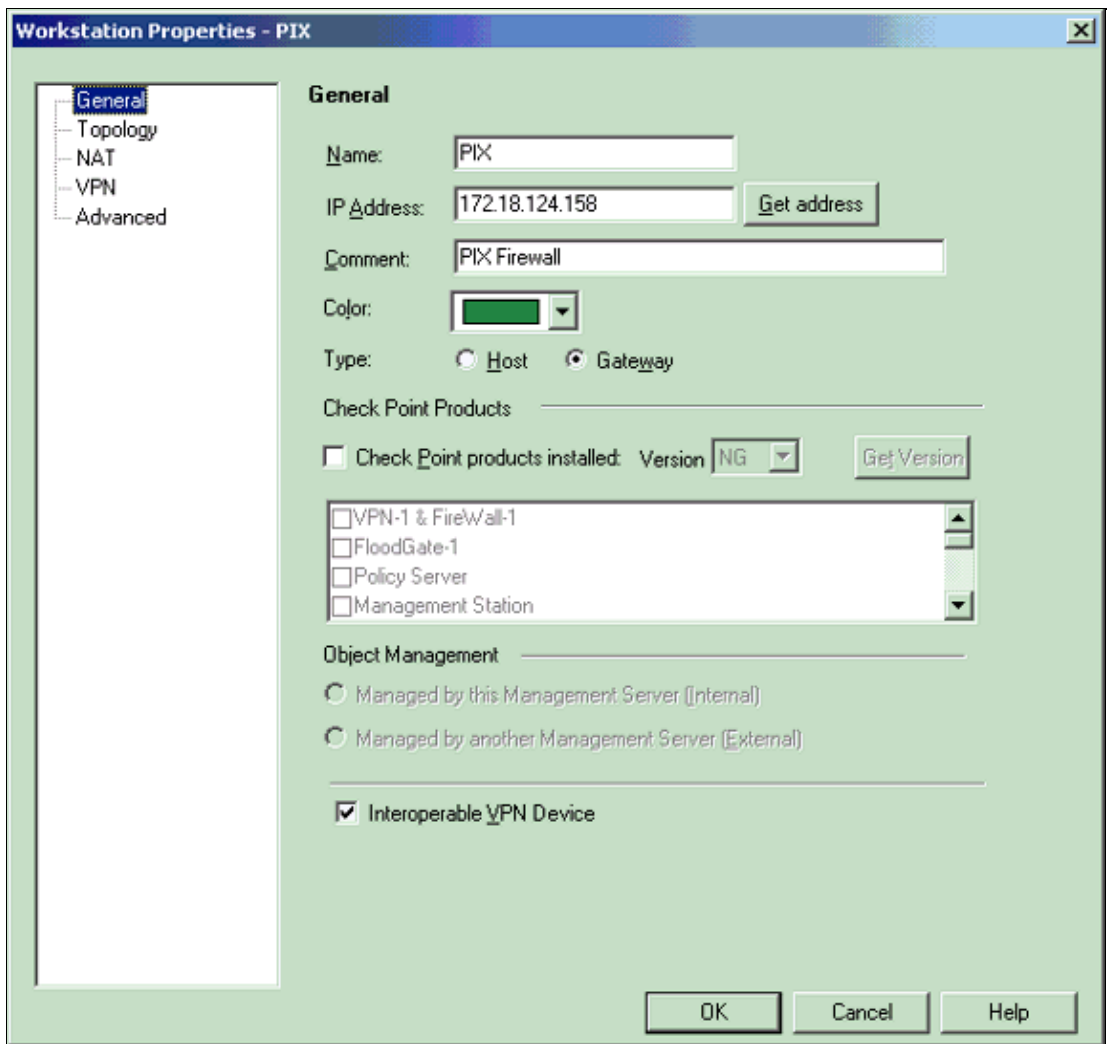 Workstation Properties - PIX
General
Topology
NAT
VPN
Advanced
General
Name: PIX
IP Address: 172.18.124.158 Get address
Comment: PIX Firewall
Color:
Type: Host Gateway
Check Point Products
Check Point products installed: Version NG Get Version
VPN-1 & FireWall-1
FloodGate-1
Policy Server
Management Station
Object Management
Managed by this Management Server (Internal)
Managed by another Management Server (External)
Interoperable VPN Device
OK Cancel Help